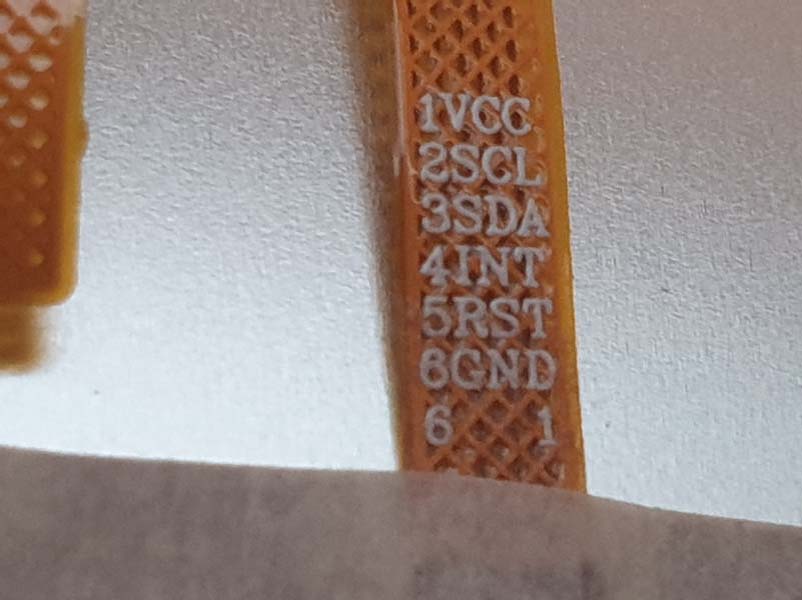 1VCC
2SCL
3SDA
4INT
5RST
6GND
6 1